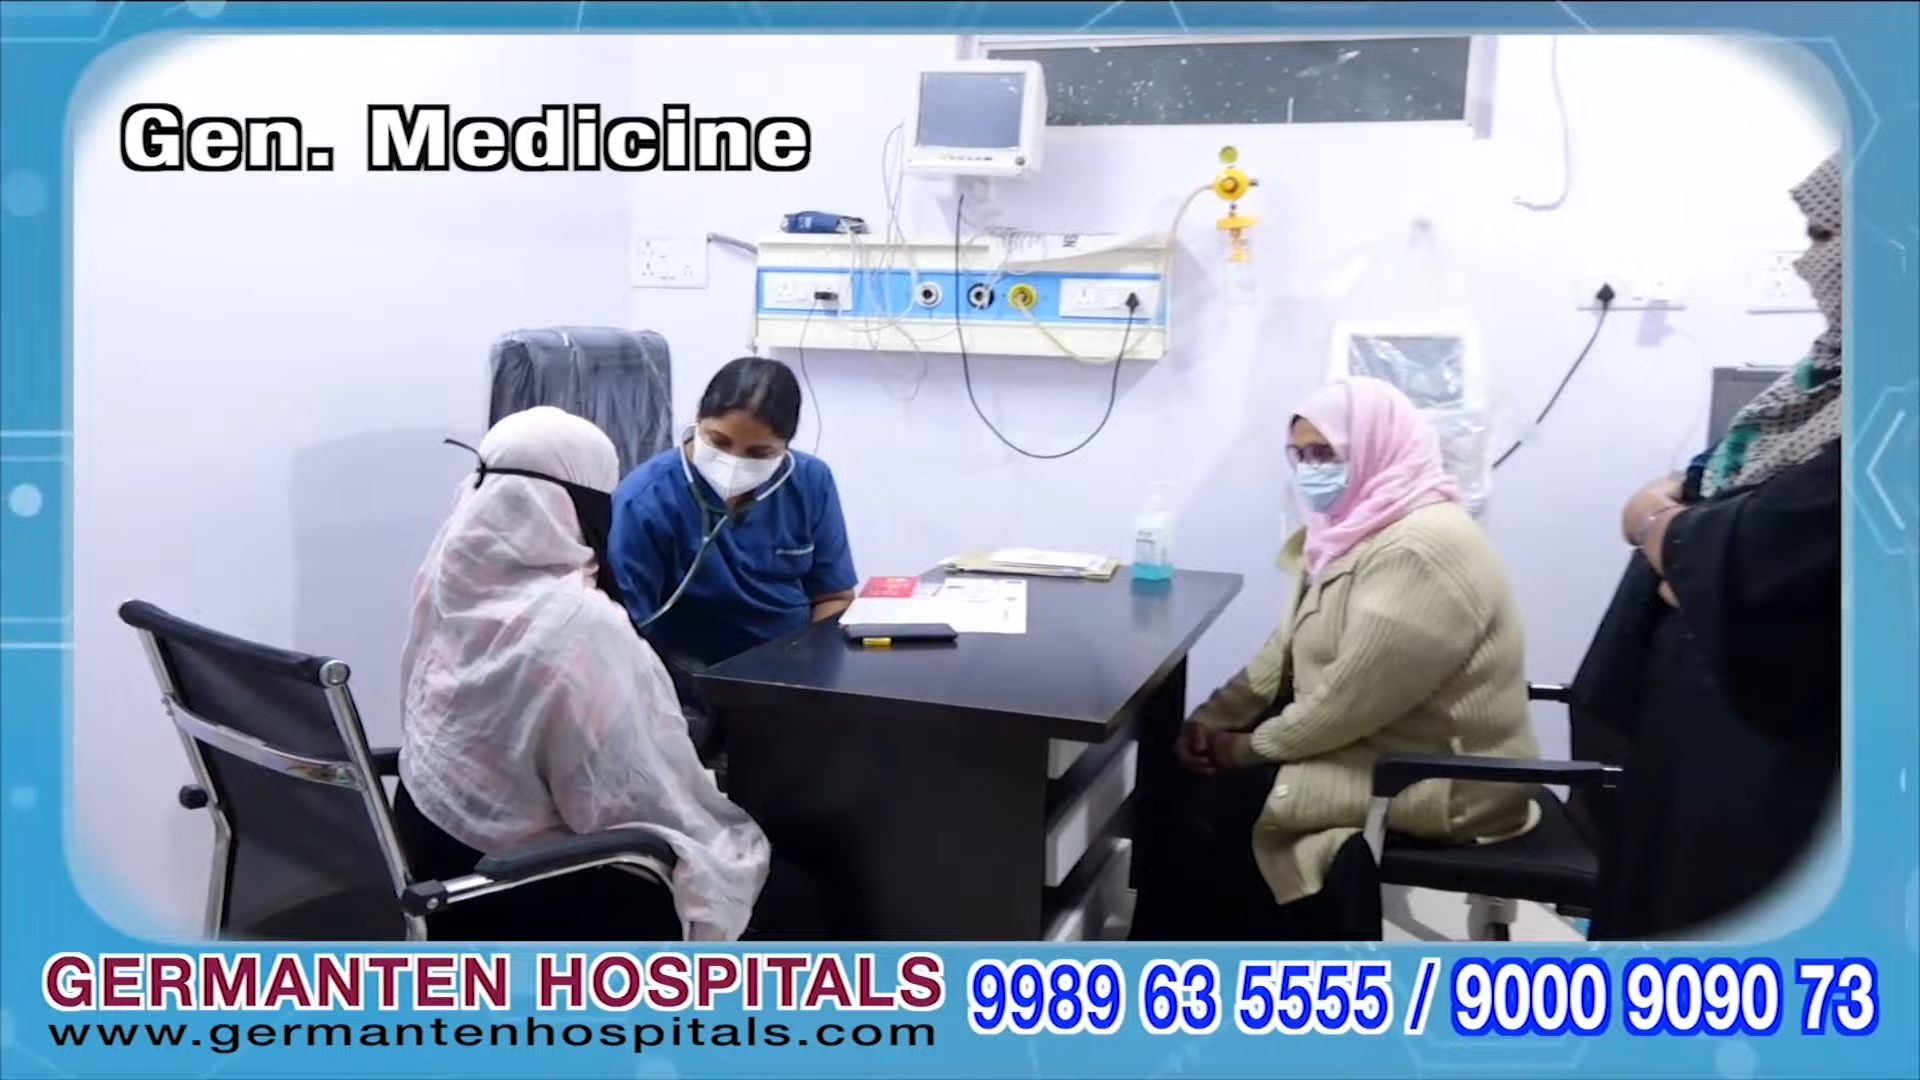 Gen. Medicine
GERMANTEN HOSPITALS
www.germantenhospitals.com
9989 63 5555 / 9000 9090 73